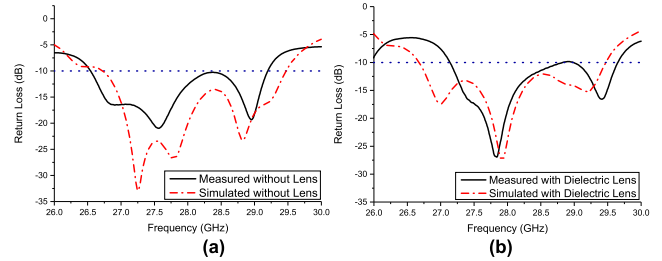 0
-5
-10
-15
-20
-25
-30
-35
Return Loss (dB)
26.0 26.5 27.0 27.5 28.0 28.5 29.0 29.5 30.0
Frequency (GHz)
Measured without Lens
Simulated without Lens
(a)
0
-5
-10
-15
-20
-25
-30
-35
Return Loss (dB)
26.0 26.5 27.0 27.5 28.0 28.5 29.0 29.5 30.0
Frequency (GHz)
Measured with Dielectric Lens
Simulated with Dielectric Lens
(b)